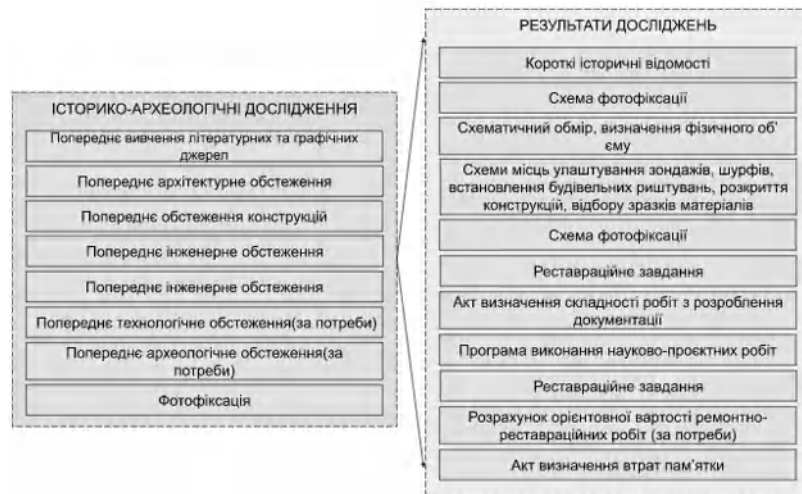 ІСТОРИКО-АРХЕОЛОГІЧНІ ДОСЛІДЖЕННЯ
Попереднє вивчення літературних та графічних
джерел
Попереднє архітектурне обстеження
Попереднє обстеження конструкцій
Попереднє інженерне обстеження
Попереднє інженерне обстеження
Попереднє технологічне обстеження(за потреби)
Попереднє археологічне обстеження(за
потреби)
Фотофіксація
РЕЗУЛЬТАТИ ДОСЛІДЖЕНЬ
Короткі історичні відомості
Схема фотофіксації
Схематичний обмір, визначення фізичного об'
єму
Схеми місць улаштування зондажів, шурфів,
встановлення будівельних риштувань, розкриття
конструкцій, відбору зразків матеріалів
Схема фотофіксації
Реставраційне завдання
Акт визначення складності робіт з розроблення
документації
Програма виконання науково-проєктних робіт
Реставраційне завдання
Розрахунок орієнтовної вартості ремонтно-
реставраційних робіт (за потреби)
Акт визначення втрат пам'ятки